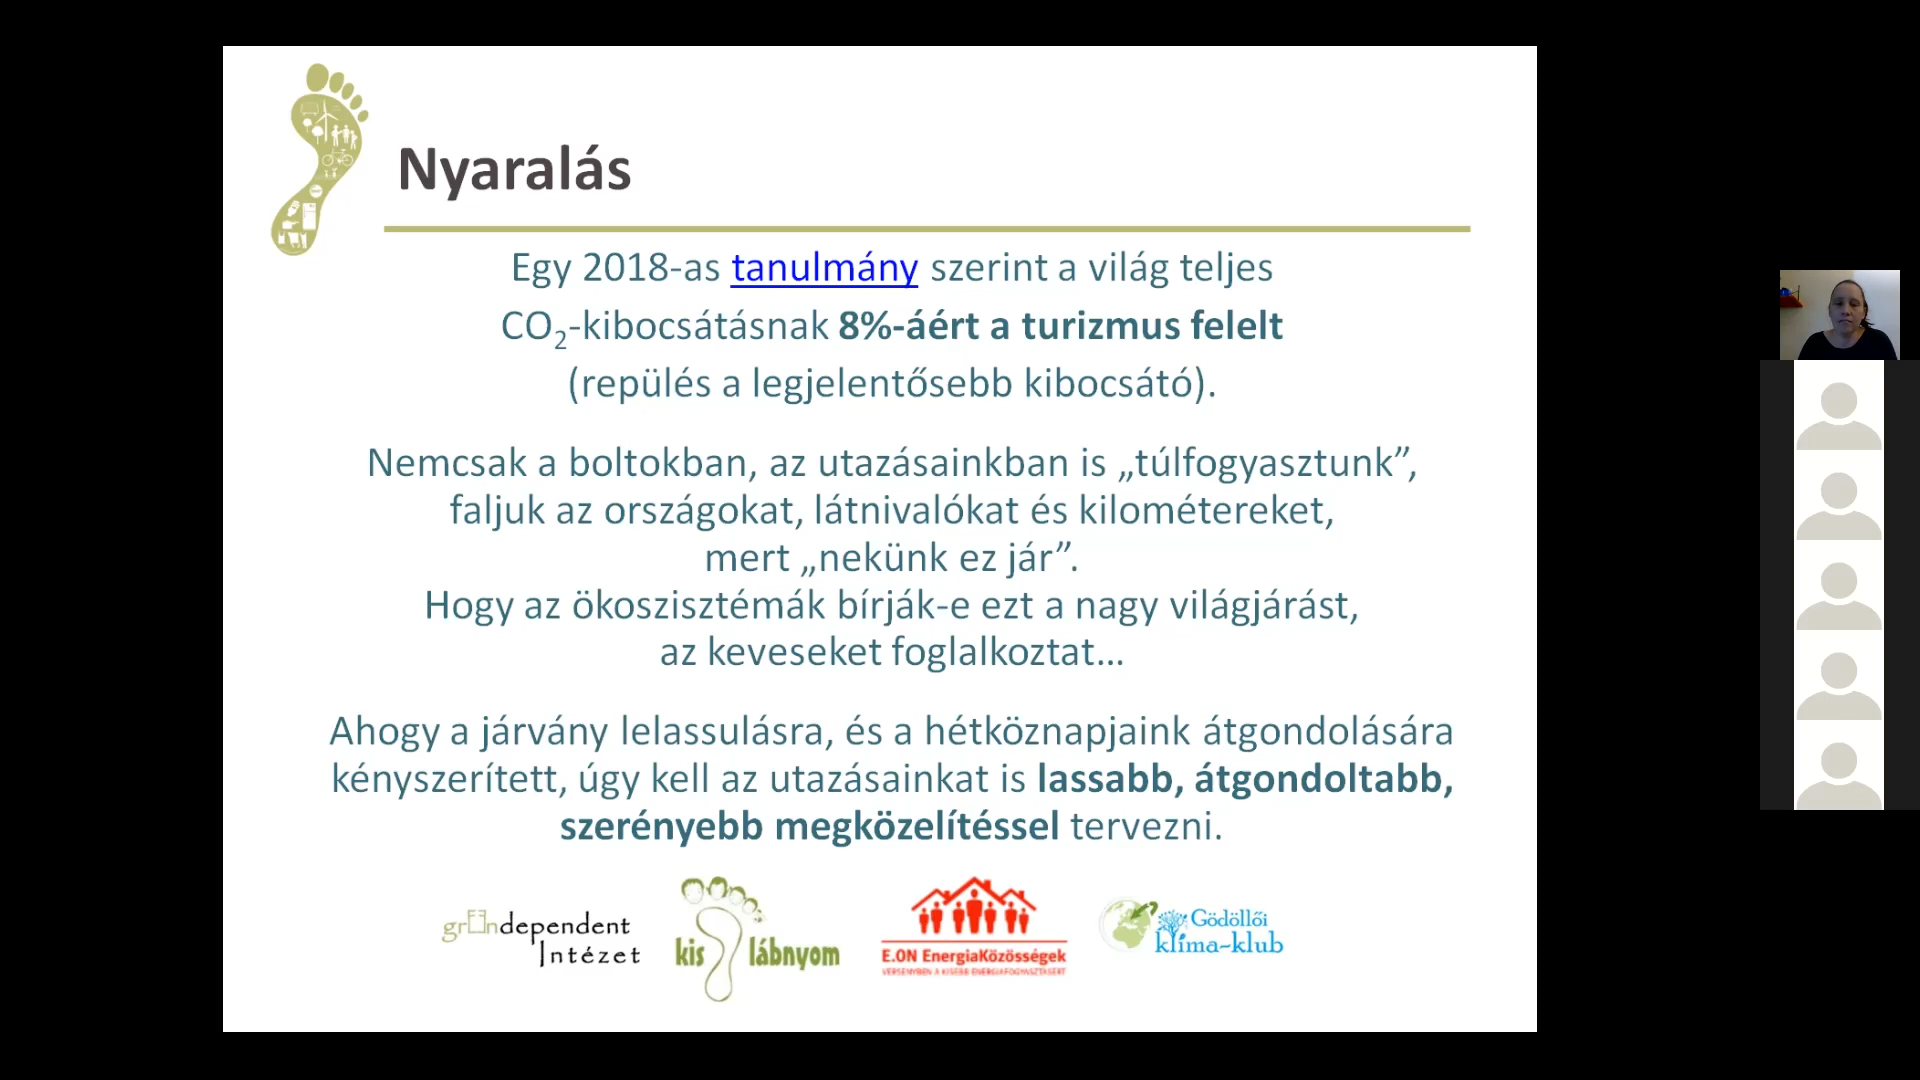 Nyaralás
Egy 2018-as tanulmány szerint a világ teljes
CO₂-kibocsátásnak 8%-áért a turizmus felelt
(repülés a legjelentősebb kibocsátó).
Nemcsak a boltokban, az utazásainkban is „túlfogyasztunk”,
faljuk az országokat, látnivalókat és kilométereket,
mert „nekünk ez jár”.
Hogy az ökoszisztémák bírják-e ezt a nagy világjárást,
az keveseket foglalkoztat...
Ahogy a járvány lelassulásra, és a hétköznapjaink átgondolására
kényszerített, úgy kell az utazásainkat is lassabb, átgondoltabb,
szerényebb megközelítéssel tervezni.
greendependent
Intézet
kis lábnyom
E.ON EnergiaKözösségek
VERSENYBEN A KISEBB ENERGIAFOGYASZTÁSÉRT
Gödöllői
klíma-klub